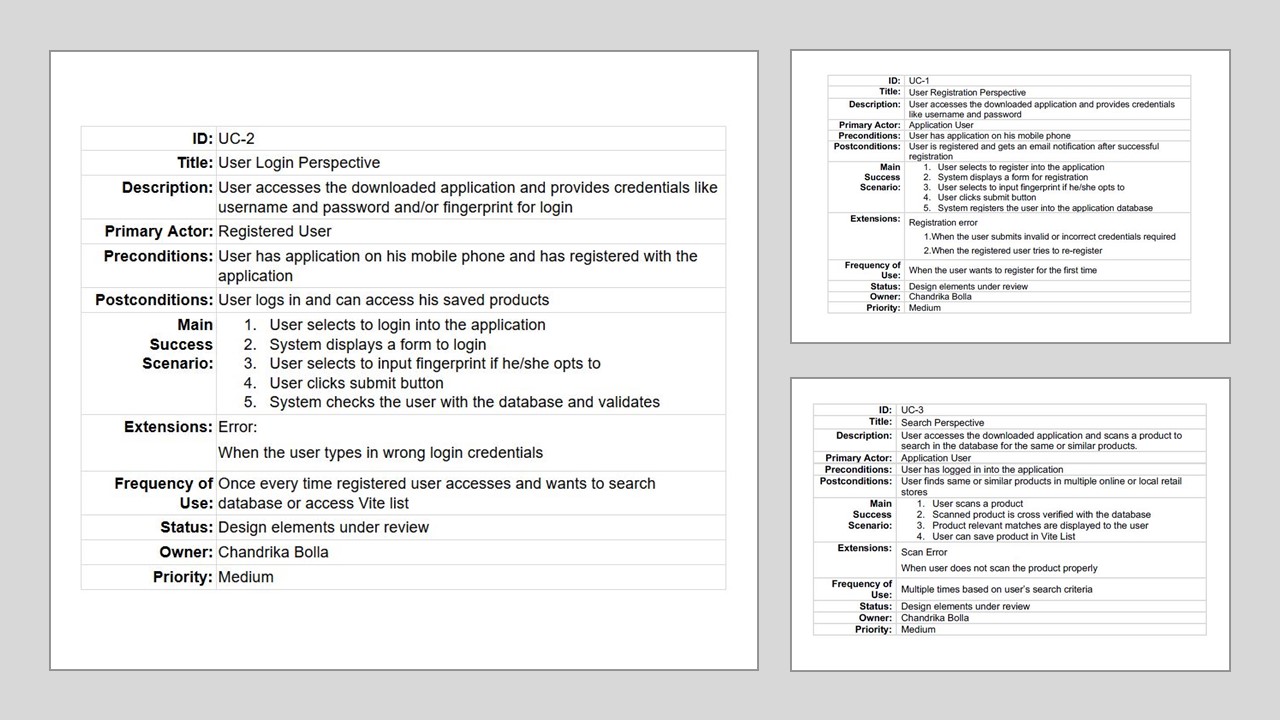 ID: UC-2
Title: User Login Perspective
Description: User accesses the downloaded application and provides credentials like
username and password and/or fingerprint for login
Primary Actor: Registered User
Preconditions: User has application on his mobile phone and has registered with the
application
Postconditions: User logs in and can access his saved products
Main 1. User selects to login into the application
Success 2. System displays a form to login
Scenario: 3. User selects to input fingerprint if he/she opts to
4. User clicks submit button
5. System checks the user with the database and validates
Extensions: Error:
When the user types in wrong login credentials
Frequency of Once every time registered user accesses and wants to search
Use: database or access Vite list
Status: Design elements under review
Owner: Chandrika Bolla
Priority: Medium
ID: UC-1
Title: User Registration Perspective
Description: User accesses the downloaded application and provides credentials
like username and password
Primary Actor: Application User
Preconditions: User has application on his mobile phone
Postconditions: User is registered and gets an email notification after successful
registration
Main 1. User selects to register into the application
Success 2. System displays a form for registration
Scenario: 3. User selects to input fingerprint if he/she opts to
4. User clicks submit button
5. System registers the user into the application database
Extensions: Registration error
1.When the user submits invalid or incorrect credentials required
2.When the registered user tries to re-register
Frequency of
Use: When the user wants to register for the first time
Status: Design elements under review
Owner: Chandrika Bolla
Priority: Medium
ID: UC-3
Title: Search Perspective
Description: User accesses the downloaded application and scans a product to
search in the database for the same or similar products.
Primary Actor: Application User
Preconditions: User has logged in into the application
Postconditions: User finds same or similar products in multiple online or local retail
stores
Main 1. User scans a product
Success 2. Scanned product is cross verified with the database
Scenario: 3. Product relevant matches are displayed to the user
4. User can save product in Vite List
Extensions: Scan Error
When user does not scan the product properly
Frequency of
Use: Multiple times based on user's search criteria
Status: Design elements under review
Owner: Chandrika Bolla
Priority: Medium